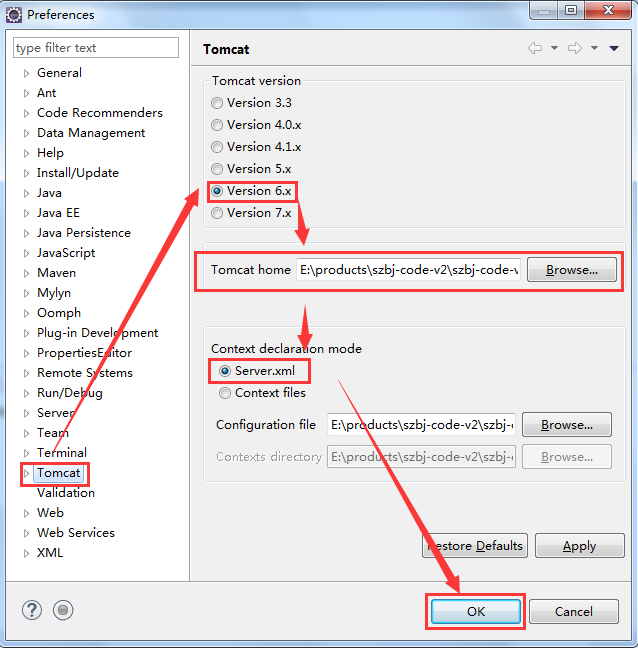 Preferences
type filter text
General
Ant
Code Recommenders
Data Management
Help
Install/Update
Java
Java EE
Java Persistence
JavaScript
Maven
Mylyn
Oomph
Plug-in Development
PropertiesEditor
Remote Systems
Run/Debug
Server
Team
Terminal
Tomcat
Validation
Web
Web Services
XML
Tomcat
Tomcat version
Version 3.3
Version 4.0.x
Version 4.1.x
Version 5.x
Version 6.x
Version 7.x
Tomcat home E:\products\szbj-code-v2\szbj-code-v Browse...
Context declaration mode
Server.xml
Context files
Configuration file E:\products\szbj-code-v2\szbj- Browse...
Contexts directory E:\products\szbj-code-v2\szbj- Browse...
Restore Defaults Apply
? OK Cancel